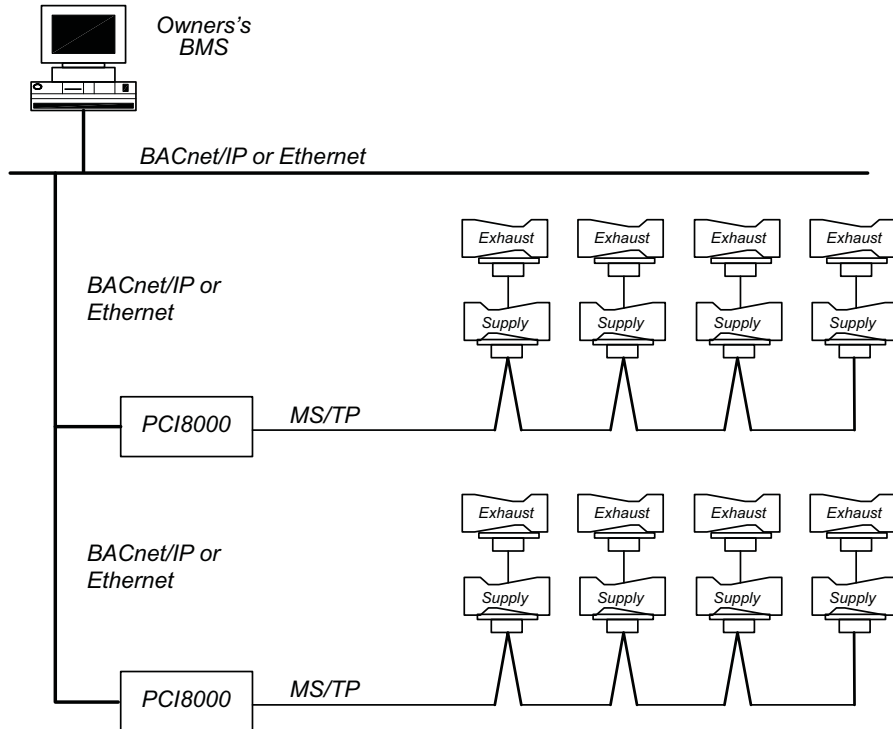 Owners's
BMS
BACnet/IP or Ethernet
Exhaust Exhaust Exhaust Exhaust
BACnet/IP or
Ethernet
Supply Supply Supply Supply
PCI8000 MS/TP
Exhaust Exhaust Exhaust Exhaust
BACnet/IP or
Ethernet
Supply Supply Supply Supply
PCI8000 MS/TP